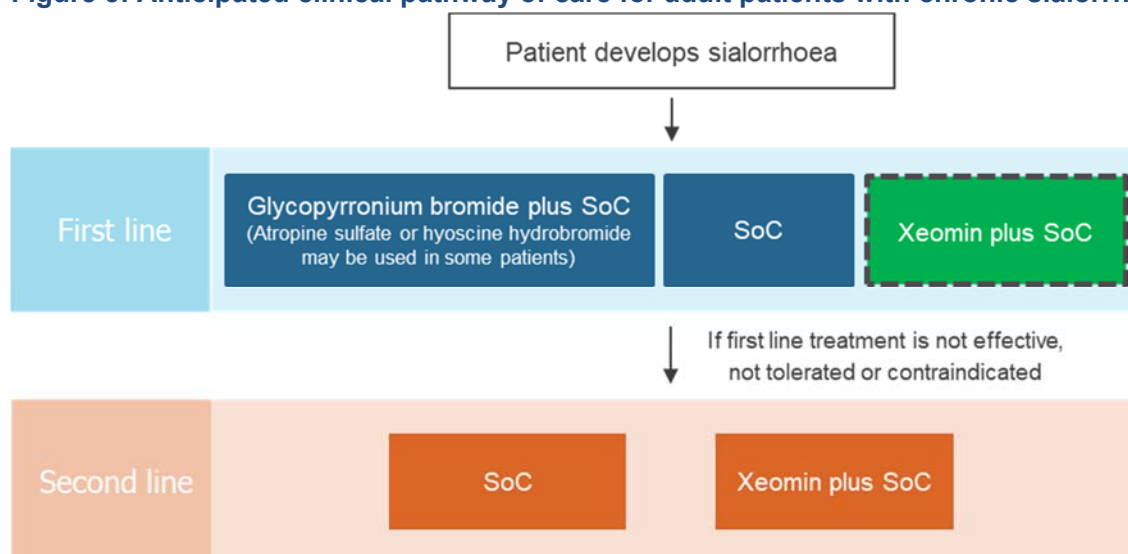 Patient develops sialorrhoea
First line
Glycopyrronium bromide plus SoC
(Atropine sulfate or hyoscine hydrobromide
may be used in some patients)
SoC
Xeomin plus SoC
If first line treatment is not effective,
not tolerated or contraindicated
Second line
SoC
Xeomin plus SoC